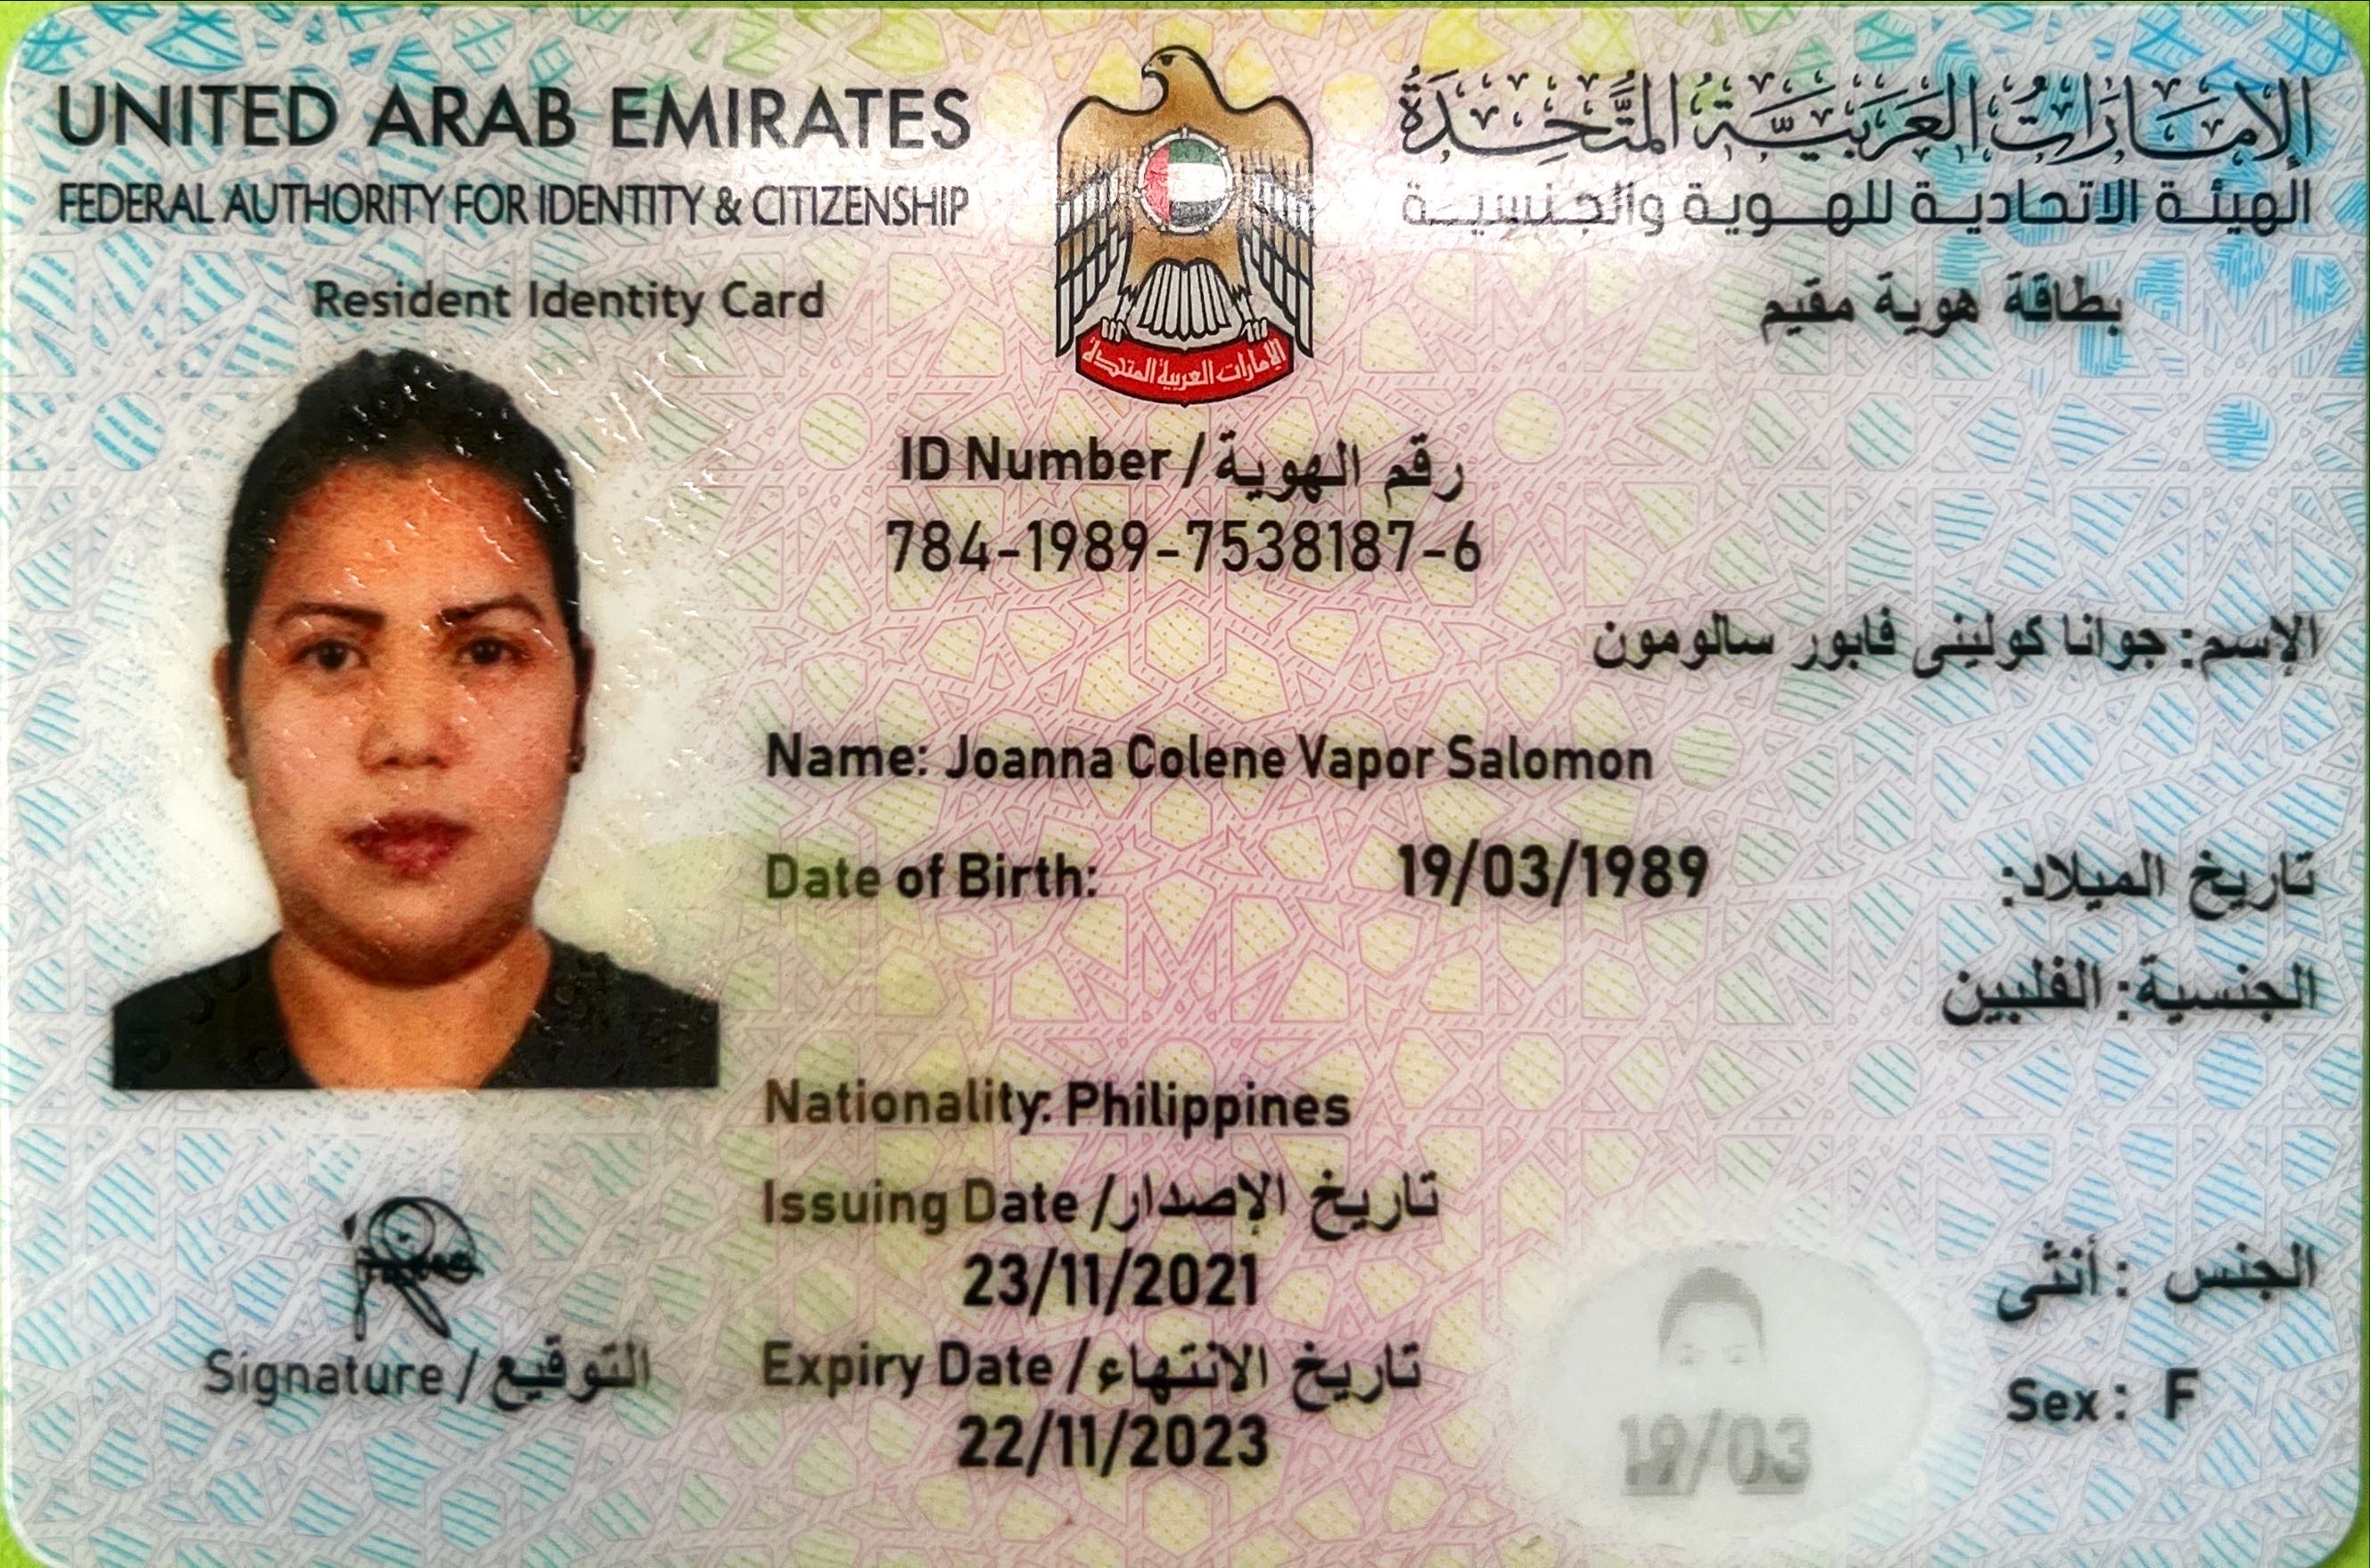 UNITED ARAB EMIRATES
الإمارات العربية المتحدة
FEDERAL AUTHORITY FOR IDENTITY & CITIZENSHIP
الهيئة الاتحادية للهوية والجنسية
Resident Identity Card
بطاقة هوية مقيم
الإمارات العربية المتحدة
ID Number / رقم الهوية
784-1989-7538187-6
الإسم: جوانا كولينى فابور سالومون
Name: Joanna Colene Vapor Salomon
Date of Birth: 19/03/1989 تاريخ الميلاد:
الجنسية: الفلبين
Nationality: Philippines
Issuing Date / تاريخ الإصدار
23/11/2021
الجنس : أنثى
Expiry Date / تاريخ الانتهاء
22/11/2023
Sex : F
Signature / التوقيع
19/03